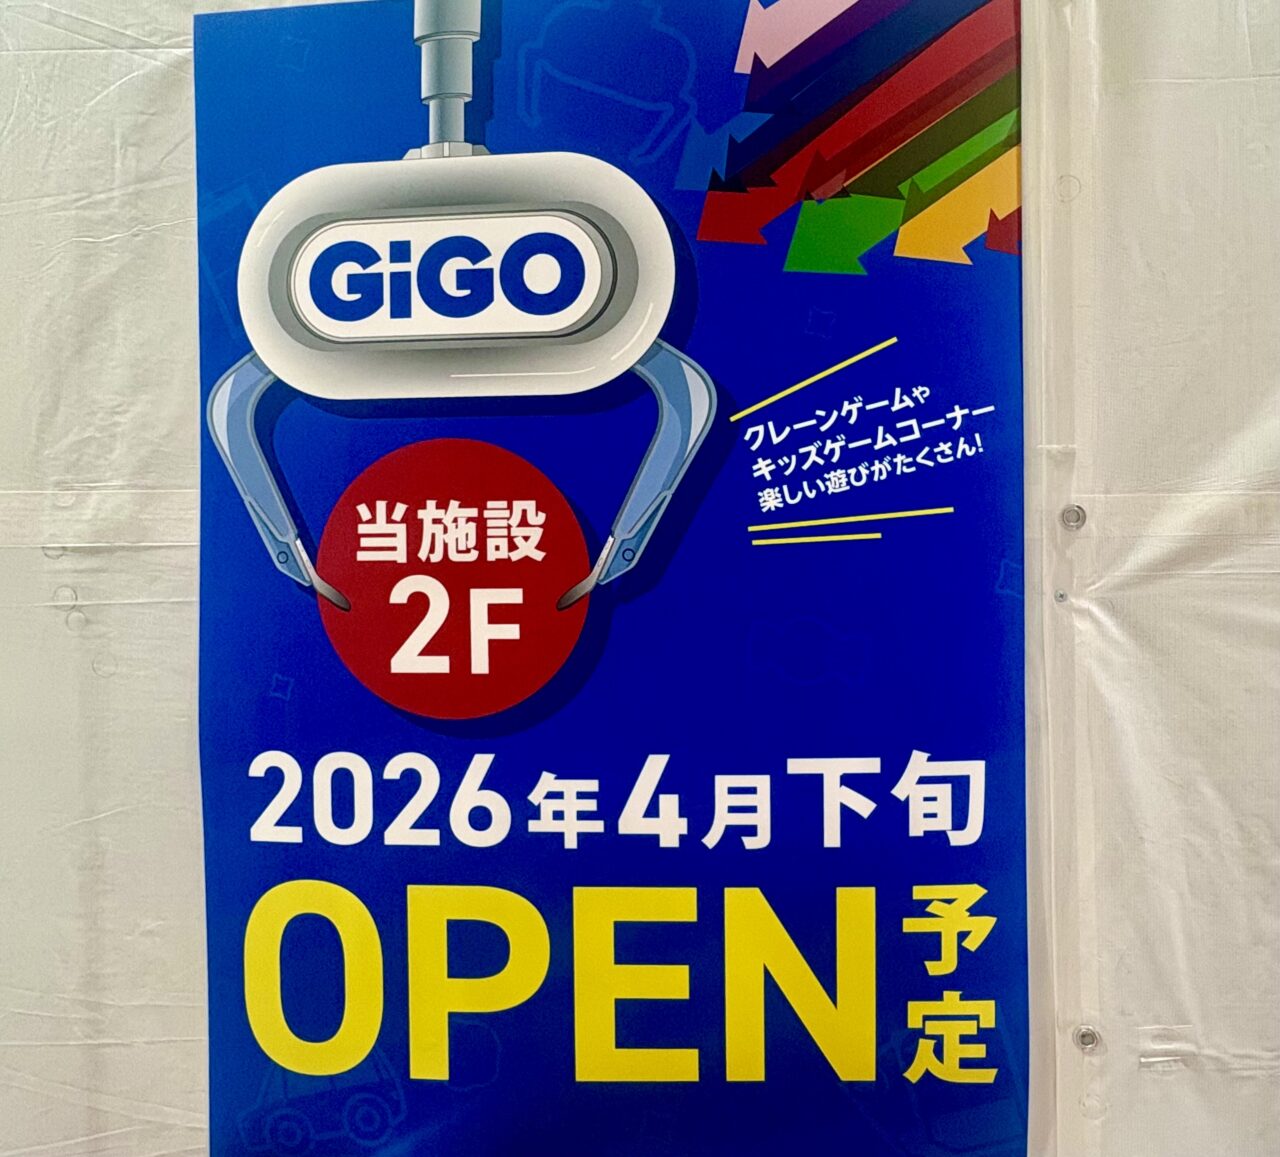 GiGO
クレーンゲームや
キッズゲームコーナー
楽しい遊びがたくさん!
当施設
2F
2026年4月下旬
OPEN予定